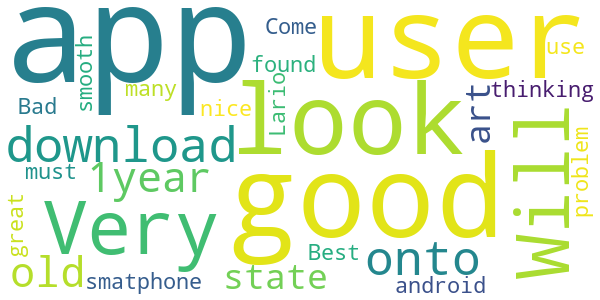 app
user
Come
smooth
found
use
many
Bad
nice
Lario
look
art
thinking
Will
download
must
1year
good
problem
Very
great
old
smatphone
state
Best
onto
android